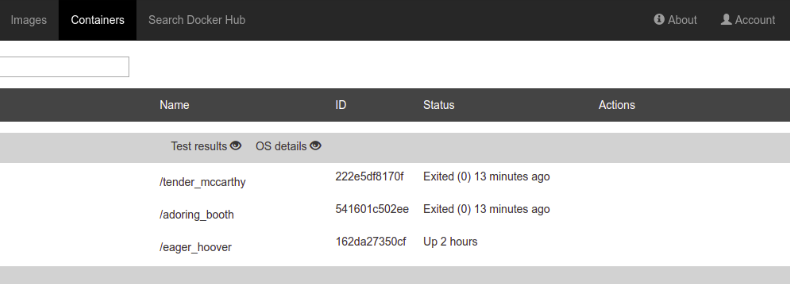 Images Containers Search Docker Hub About Account
Name ID Status Actions
Test results OS details
/tender_mccarthy 222e5df8170f Exited (0) 13 minutes ago
/adoring_booth 541601c502ee Exited (0) 13 minutes ago
/eager_hoover 162da27350cf Up 2 hours